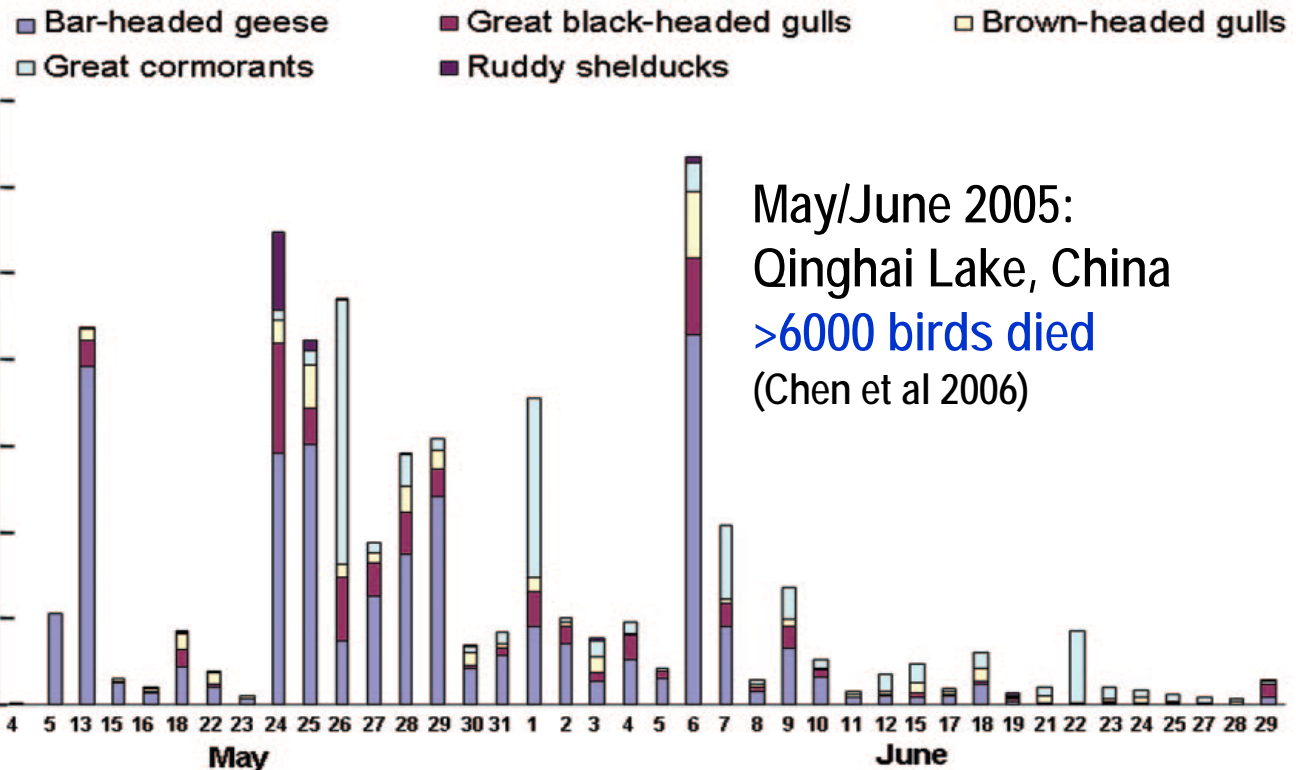 Bar-headed geese Great black-headed gulls Brown-headed gulls
Great cormorants Ruddy shelducks
May/June 2005:
Qinghai Lake, China
>6000 birds died
(Chen et al 2006)
4 5 13 15 16 18 22 23 24 25 26 27 28 29 30 31 1 2 3 4 5 6 7 8 9 10 11 12 15 17 18 19 21 22 23 24 25 27 28 29
May June